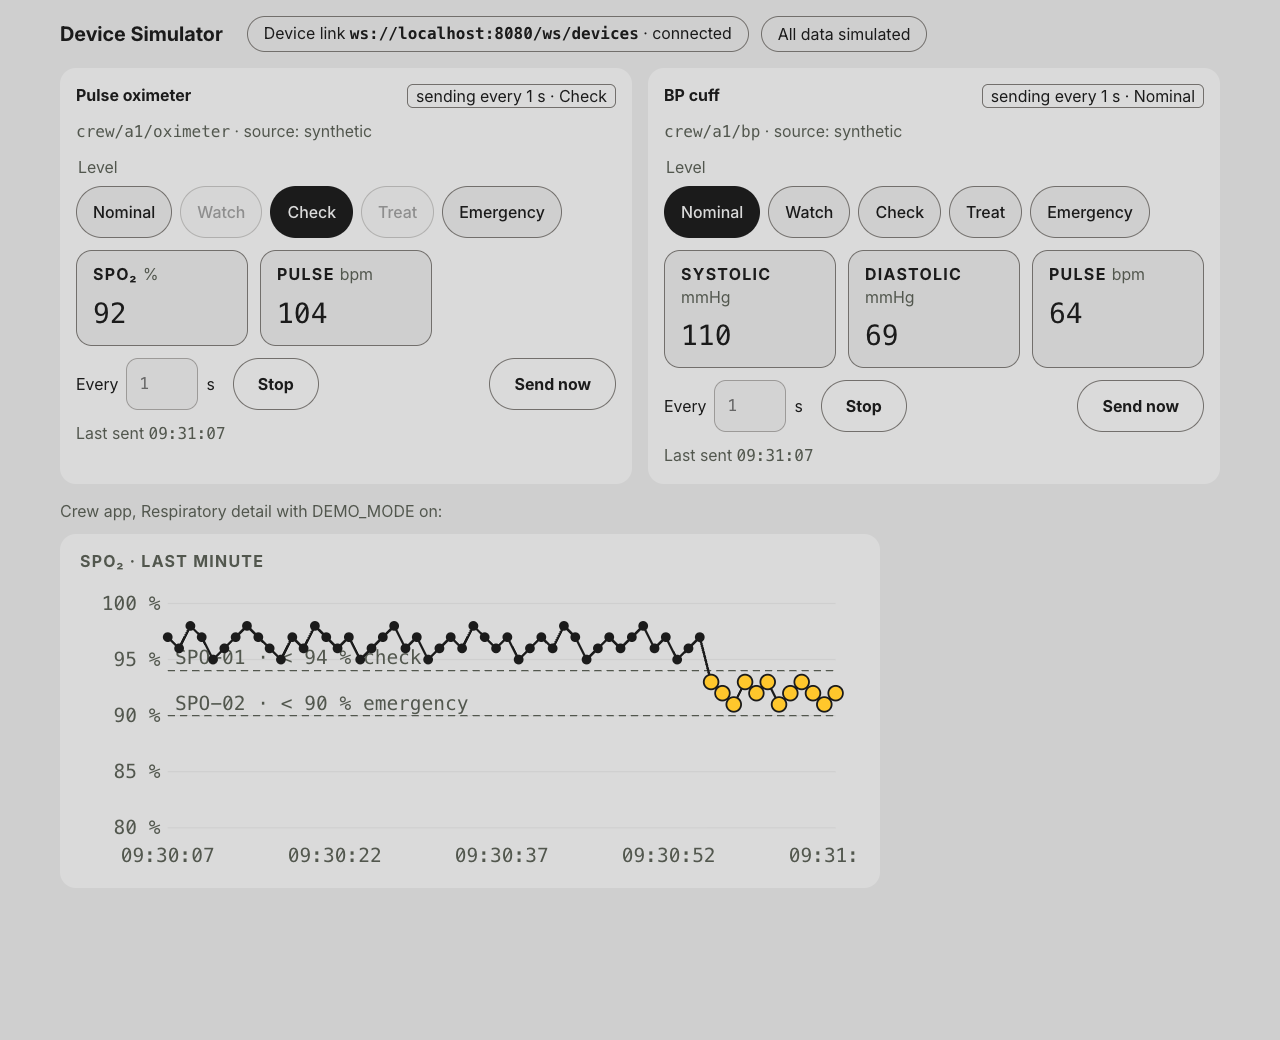 Device Simulator
Device link ws://localhost:8080/ws/devices · connected
All data simulated
Pulse oximeter
sending every 1 s · Check
crew/a1/oximeter · source: synthetic
Level
Nominal
Watch
Check
Treat
Emergency
SPO₂ %
92
PULSE bpm
104
Every 1 s
Stop
Send now
Last sent 09:31:07
BP cuff
sending every 1 s · Nominal
crew/a1/bp · source: synthetic
Level
Nominal
Watch
Check
Treat
Emergency
SYSTOLIC
mmHg
110
DIASTOLIC
mmHg
69
PULSE bpm
64
Every 1 s
Stop
Send now
Last sent 09:31:07
Crew app, Respiratory detail with DEMO_MODE on:
SPO₂ · LAST MINUTE
100 %
95 %
SPO-01 · < 94 % check
SPO-02 · < 90 % emergency
90 %
85 %
80 %
09:30:07
09:30:22
09:30:37
09:30:52
09:31: